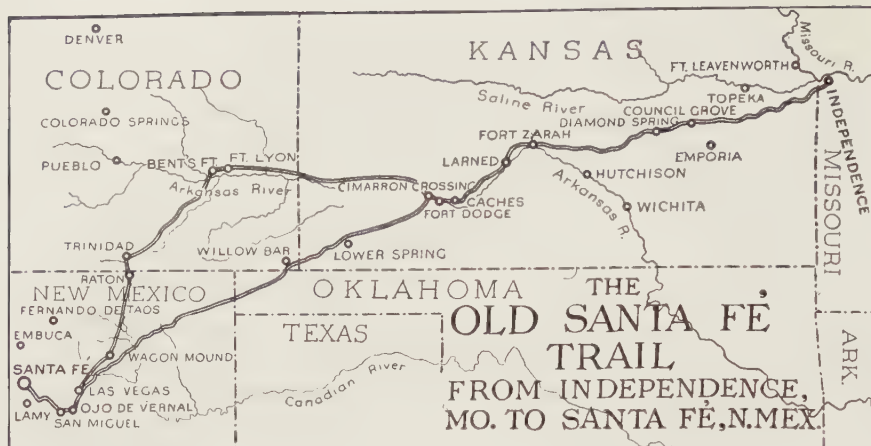 DENVER
COLORADO
COLORADO SPRINGS
PUEBLO
BENTS FT.
FT. LYON
Arkansas River
TRINIDAD
KANSAS
Saline River
FT. LEAVENWORTH
Missouri R.
TOPEKA
COUNCIL GROVE
DIAMOND SPRING
INDEPENDENCE
MISSOURI
EMPORIA
FORT ZARAH
LARNED
HUTCHISON
Arkansas R.
WICHITA
CIMARRON CROSSING
CACHES
FORT DODGE
LOWER SPRING
WILLOW BAR
RATON
NEW MEXICO
FERNANDO DE TAOS
EMBUCA
SANTA FE
WAGON MOUND
LAS VEGAS
OJO DE VERNAL
LAMY
SAN MIGUEL
OKLAHOMA
TEXAS
Canadian River
ARK.
THE
OLD SANTA FÉ
TRAIL
FROM INDEPENDENCE,
MO. TO SANTA FÉ, N. MEX.